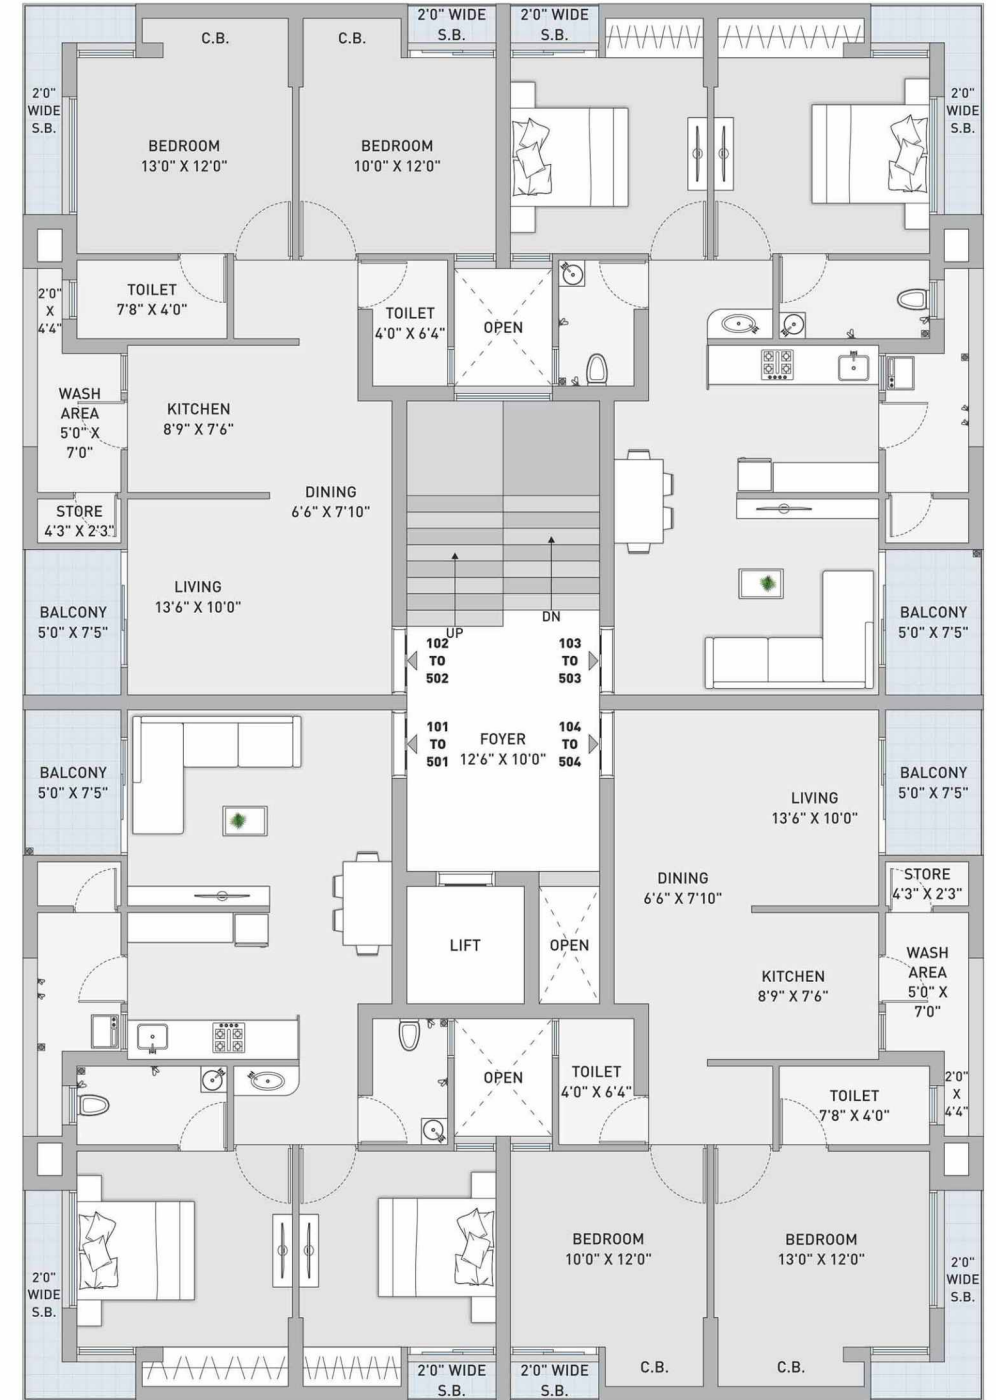 2'0" WIDE
S.B.
2'0" WIDE
S.B.
C.B.
C.B.
2'0"
WIDE
S.B.
2'0"
WIDE
S.B.
BEDROOM
13'0" X 12'0"
BEDROOM
10'0" X 12'0"
TOILET
7'8" X 4'0"
2'0"
X
4'4"
TOILET
4'0" X 6'4"
OPEN
WASH
AREA
5'0" X
7'0"
KITCHEN
8'9" X 7'6"
DINING
6'6" X 7'10"
STORE
4'3" X 2'3"
LIVING
13'6" X 10'0"
BALCONY
5'0" X 7'5"
BALCONY
5'0" X 7'5"
UP
DN
102
TO
502
103
TO
503
101
TO
501
FOYER
12'6" X 10'0"
104
TO
504
BALCONY
5'0" X 7'5"
BALCONY
5'0" X 7'5"
LIVING
13'6" X 10'0"
DINING
6'6" X 7'10"
STORE
4'3" X 2'3"
LIFT
OPEN
KITCHEN
8'9" X 7'6"
WASH
AREA
5'0" X
7'0"
OPEN
TOILET
4'0" X 6'4"
TOILET
7'8" X 4'0"
2'0"
X
4'4"
BEDROOM
10'0" X 12'0"
BEDROOM
13'0" X 12'0"
2'0"
WIDE
S.B.
2'0"
WIDE
S.B.
2'0" WIDE
S.B.
2'0" WIDE
S.B.
C.B.
C.B.